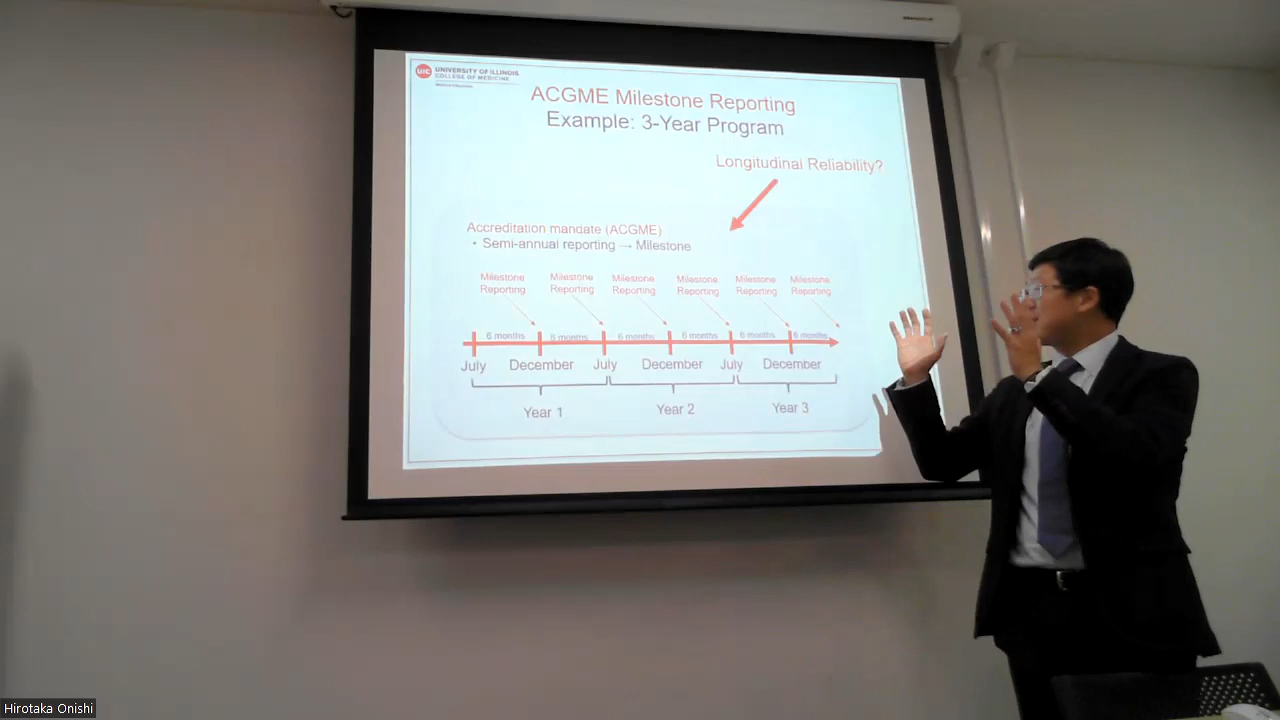 UIC
UNIVERSITY OF ILLINOIS
COLLEGE OF MEDICINE
ACGME Milestone Reporting
Example: 3-Year Program
Longitudinal Reliability?
Accreditation mandate (ACGME)
• Semi-annual reporting → Milestone
Milestone Reporting
Milestone Reporting
Milestone Reporting
Milestone Reporting
Milestone Reporting
Milestone Reporting
6 months
6 months
6 months
6 months
6 months
6 months
July
December
July
December
July
December
Year 1
Year 2
Year 3
Hirotaka Onishi